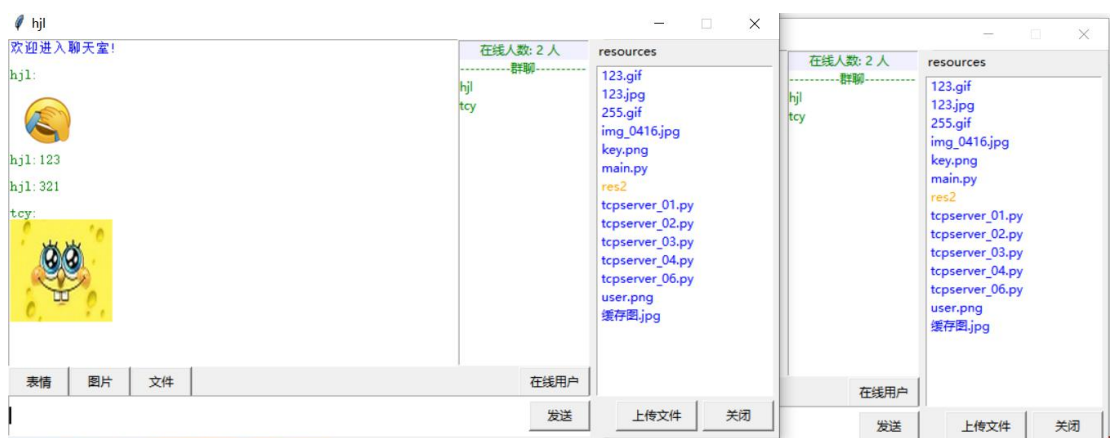 hjl
欢迎进入聊天室!
hjl:
hjl:123
hjl:321
tcy:
表情 图片 文件 在线用户
发送
在线人数: 2 人
----------群聊----------
hjl
tcy
resources
123.gif
123.jpg
255.gif
img_0416.jpg
key.png
main.py
res2
tcpserver_01.py
tcpserver_02.py
tcpserver_03.py
tcpserver_04.py
tcpserver_06.py
user.png
缓存图.jpg
上传文件 关闭
在线人数: 2 人
----------群聊----------
hjl
tcy
在线用户
发送
resources
123.gif
123.jpg
255.gif
img_0416.jpg
key.png
main.py
res2
tcpserver_01.py
tcpserver_02.py
tcpserver_03.py
tcpserver_04.py
tcpserver_06.py
user.png
缓存图.jpg
上传文件 关闭